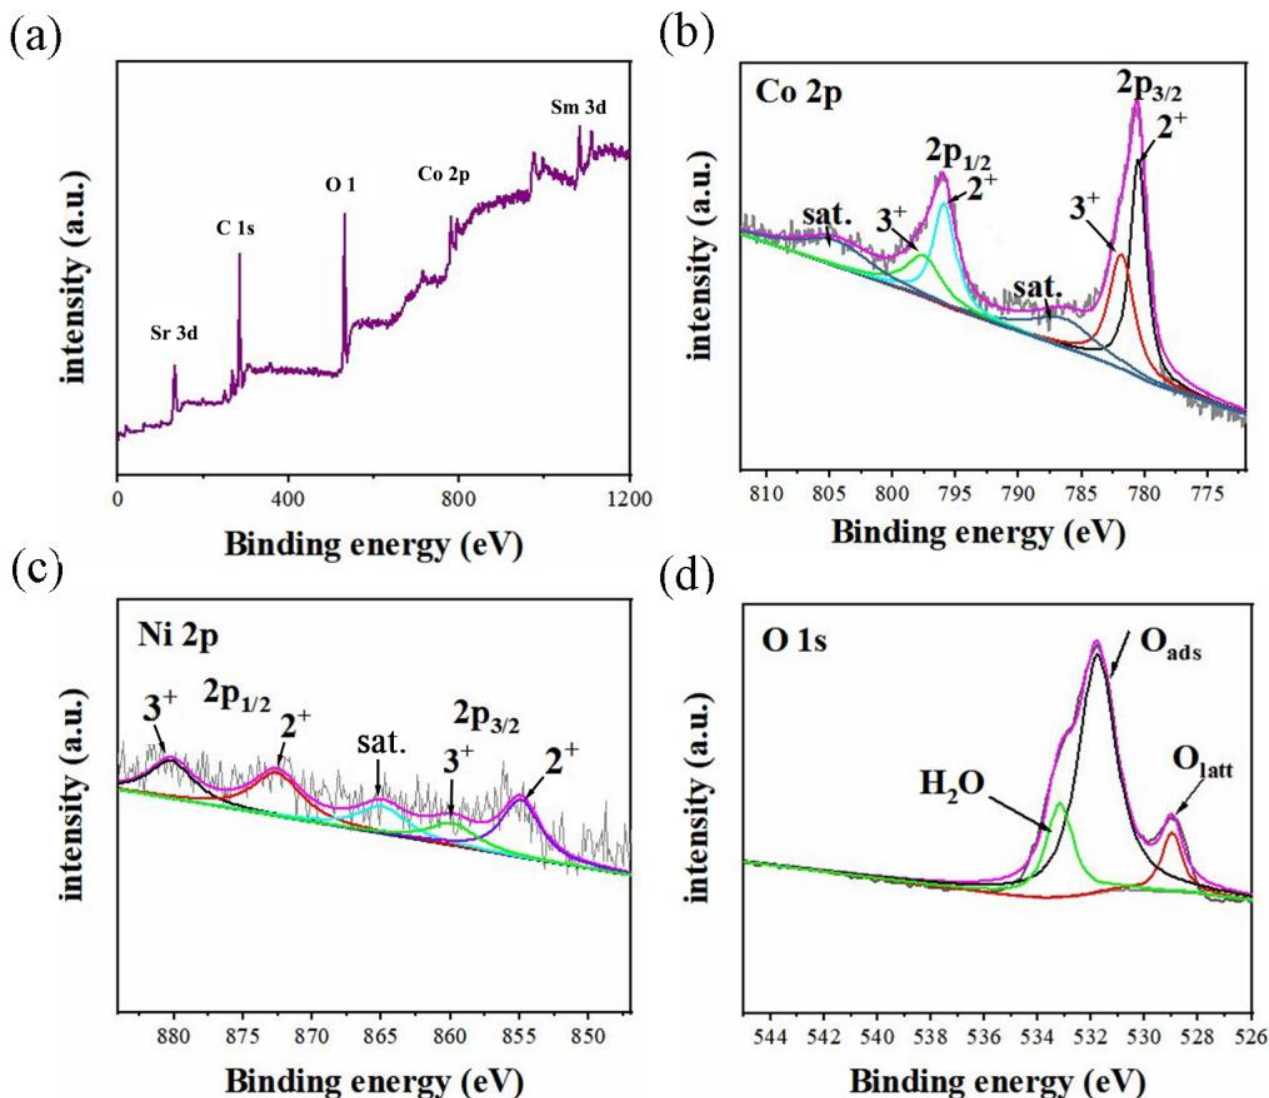 (a)
Sm 3d
Co 2p
O 1
C 1s
Sr 3d
intensity (a.u.)
0 400 800 1200
Binding energy (eV)
(b)
Co 2p
2p3/2
2+
2p1/2
2+
3+
sat.
3+
sat.
intensity (a.u.)
810 805 800 795 790 785 780 775
Binding energy (eV)
(c)
Ni 2p
3+
2p1/2
2+
sat.
2p3/2
3+
2+
intensity (a.u.)
880 875 870 865 860 855 850
Binding energy (eV)
(d)
O 1s
Oads
Olatt
H2O
intensity (a.u.)
544 542 540 538 536 534 532 530 528 526
Binding energy (eV)